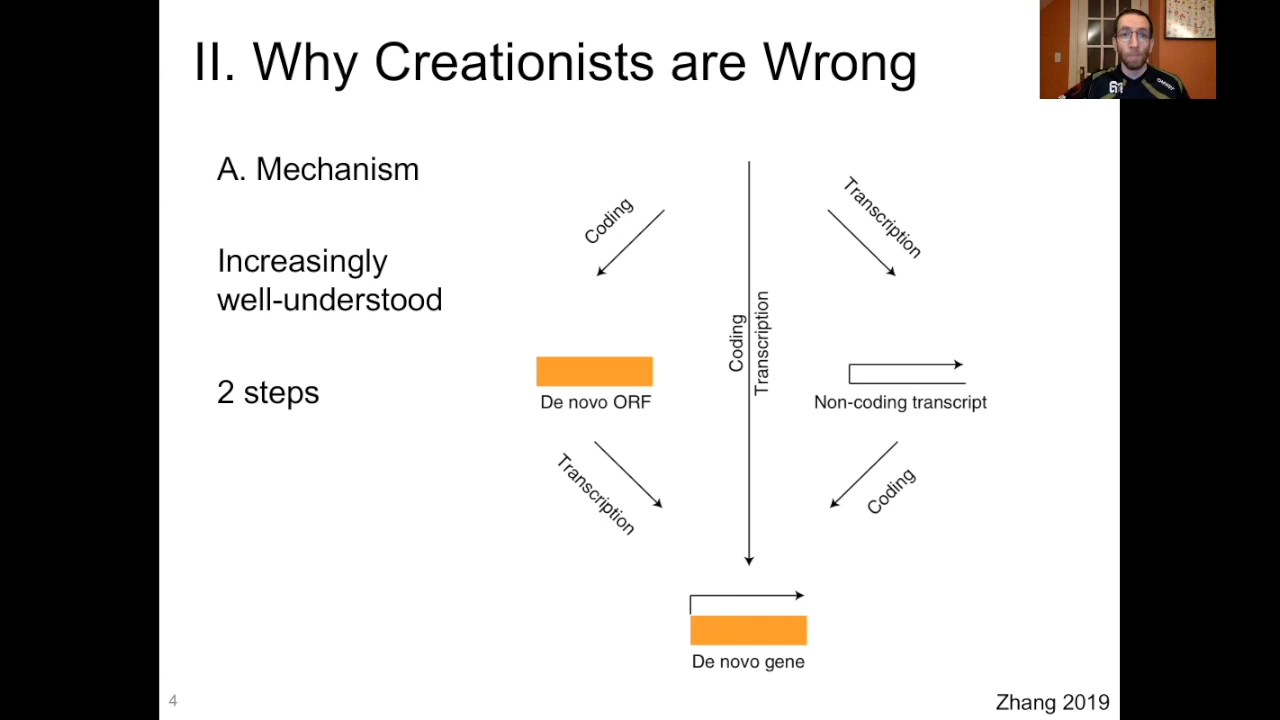 II. Why Creationists are Wrong
A. Mechanism
Increasingly
well-understood
2 steps
Coding
Transcription
Coding
Transcription
De novo ORF
Non-coding transcript
Transcription
Coding
De novo gene
4
Zhang 2019